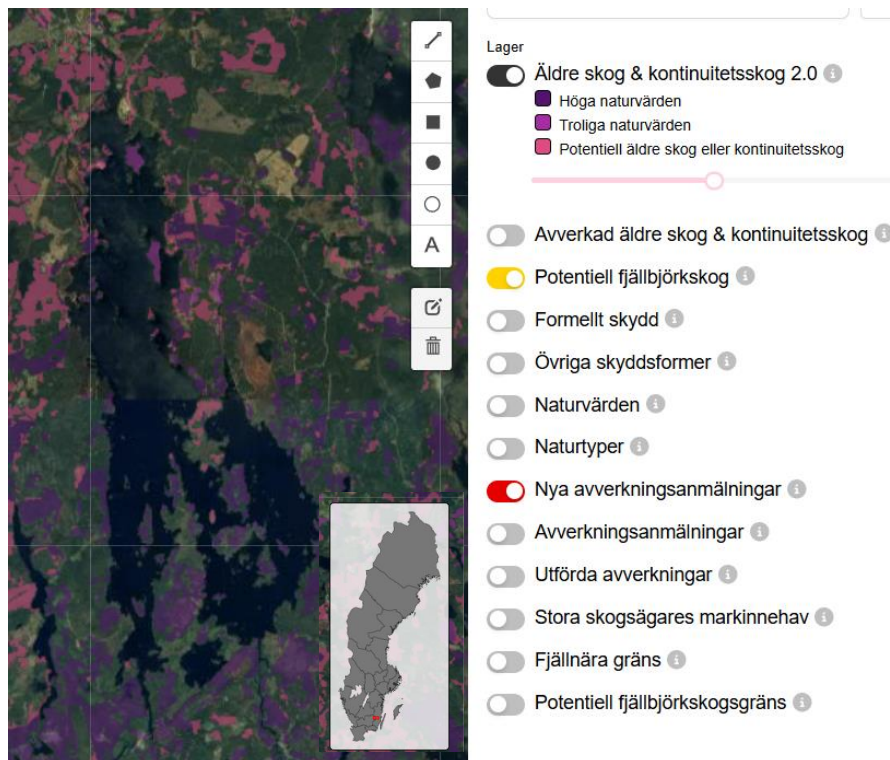 A
Lager
Äldre skog & kontinuitetsskog 2.0
Höga naturvärden
Troliga naturvärden
Potentiell äldre skog eller kontinuitetsskog
Avverkad äldre skog & kontinuitetsskog
Potentiell fjällbjörkskog
Formellt skydd
Övriga skyddsformer
Naturvärden
Naturtyper
Nya avverkningsanmälningar
Avverkningsanmälningar
Utförda avverkningar
Stora skogsägares markinnehav
Fjällnära gräns
Potentiell fjällbjörkskogsgräns